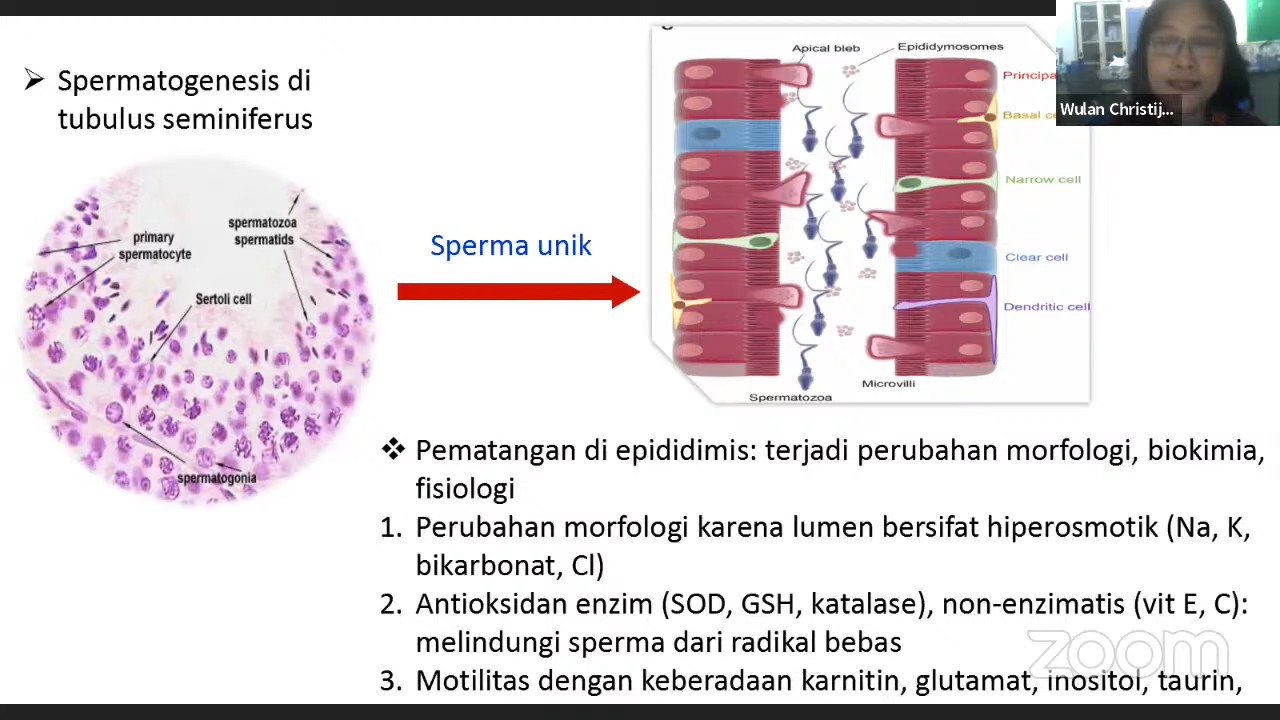 ➢ Spermatogenesis di
tubulus seminiferus
primary
spermatocyte
spermatozoa
spermatids
Sertoli cell
spermatogonia
Sperma unik
Apical bleb
Epididymosomes
Basal
Narrow cell
Clear cell
Dendritic cell
Microvilli
Spermatozoa
Wulan Christij...
❖ Pematangan di epididimis: terjadi perubahan morfologi, biokimia,
fisiologi
1. Perubahan morfologi karena lumen bersifat hiperosmotik (Na, K,
bikarbonat, Cl)
2. Antioksidan enzim (SOD, GSH, katalase), non-enzimatis (vit E, C):
melindungi sperma dari radikal bebas
3. Motilitas dengan keberadaan karnitin, glutamat, inositol, taurin,
zoom